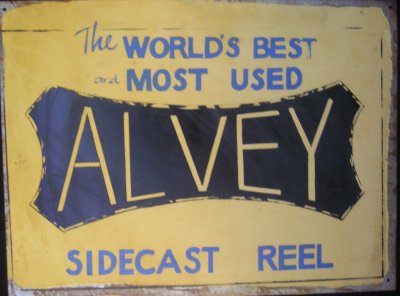 The WORLD'S BEST
and MOST USED
ALVEY
SIDECAST REEL